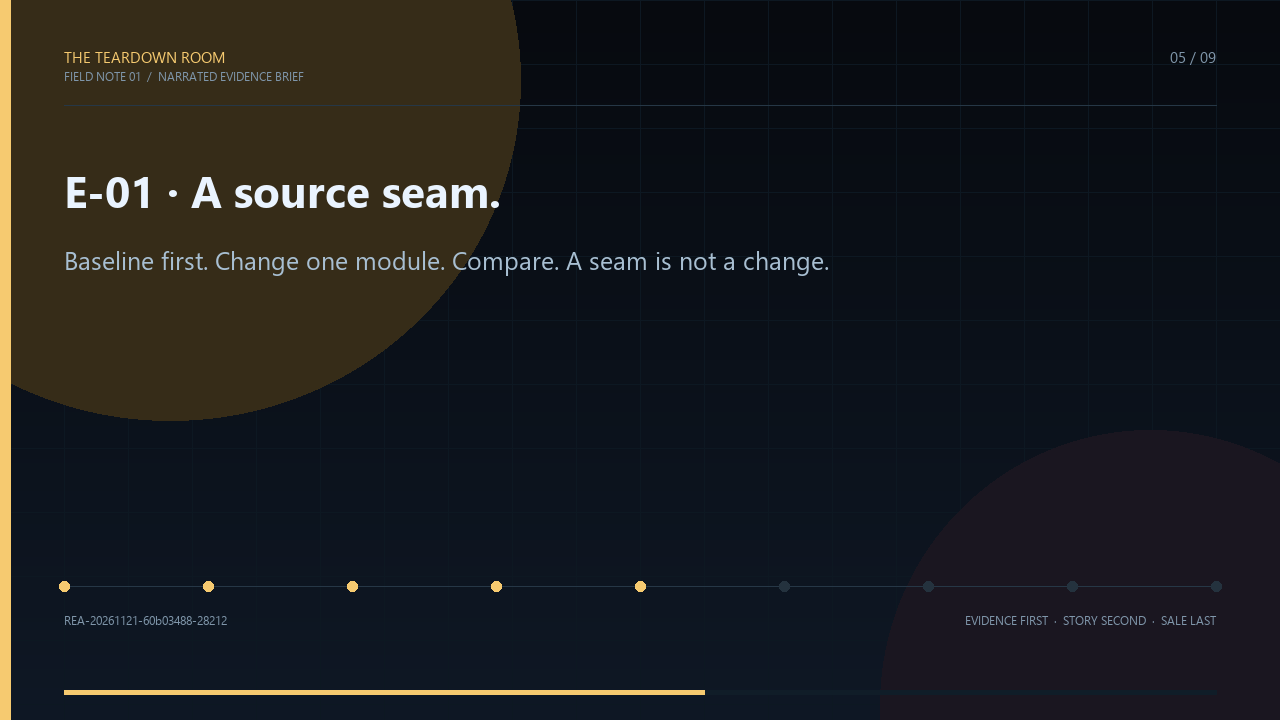 THE TEARDOWN ROOM
05 / 09
FIELD NOTE 01 / NARRATED EVIDENCE BRIEF
E-01 · A source seam.
Baseline first. Change one module. Compare. A seam is not a change.
REA-20261121-60b03488-28212
EVIDENCE FIRST · STORY SECOND · SALE LAST